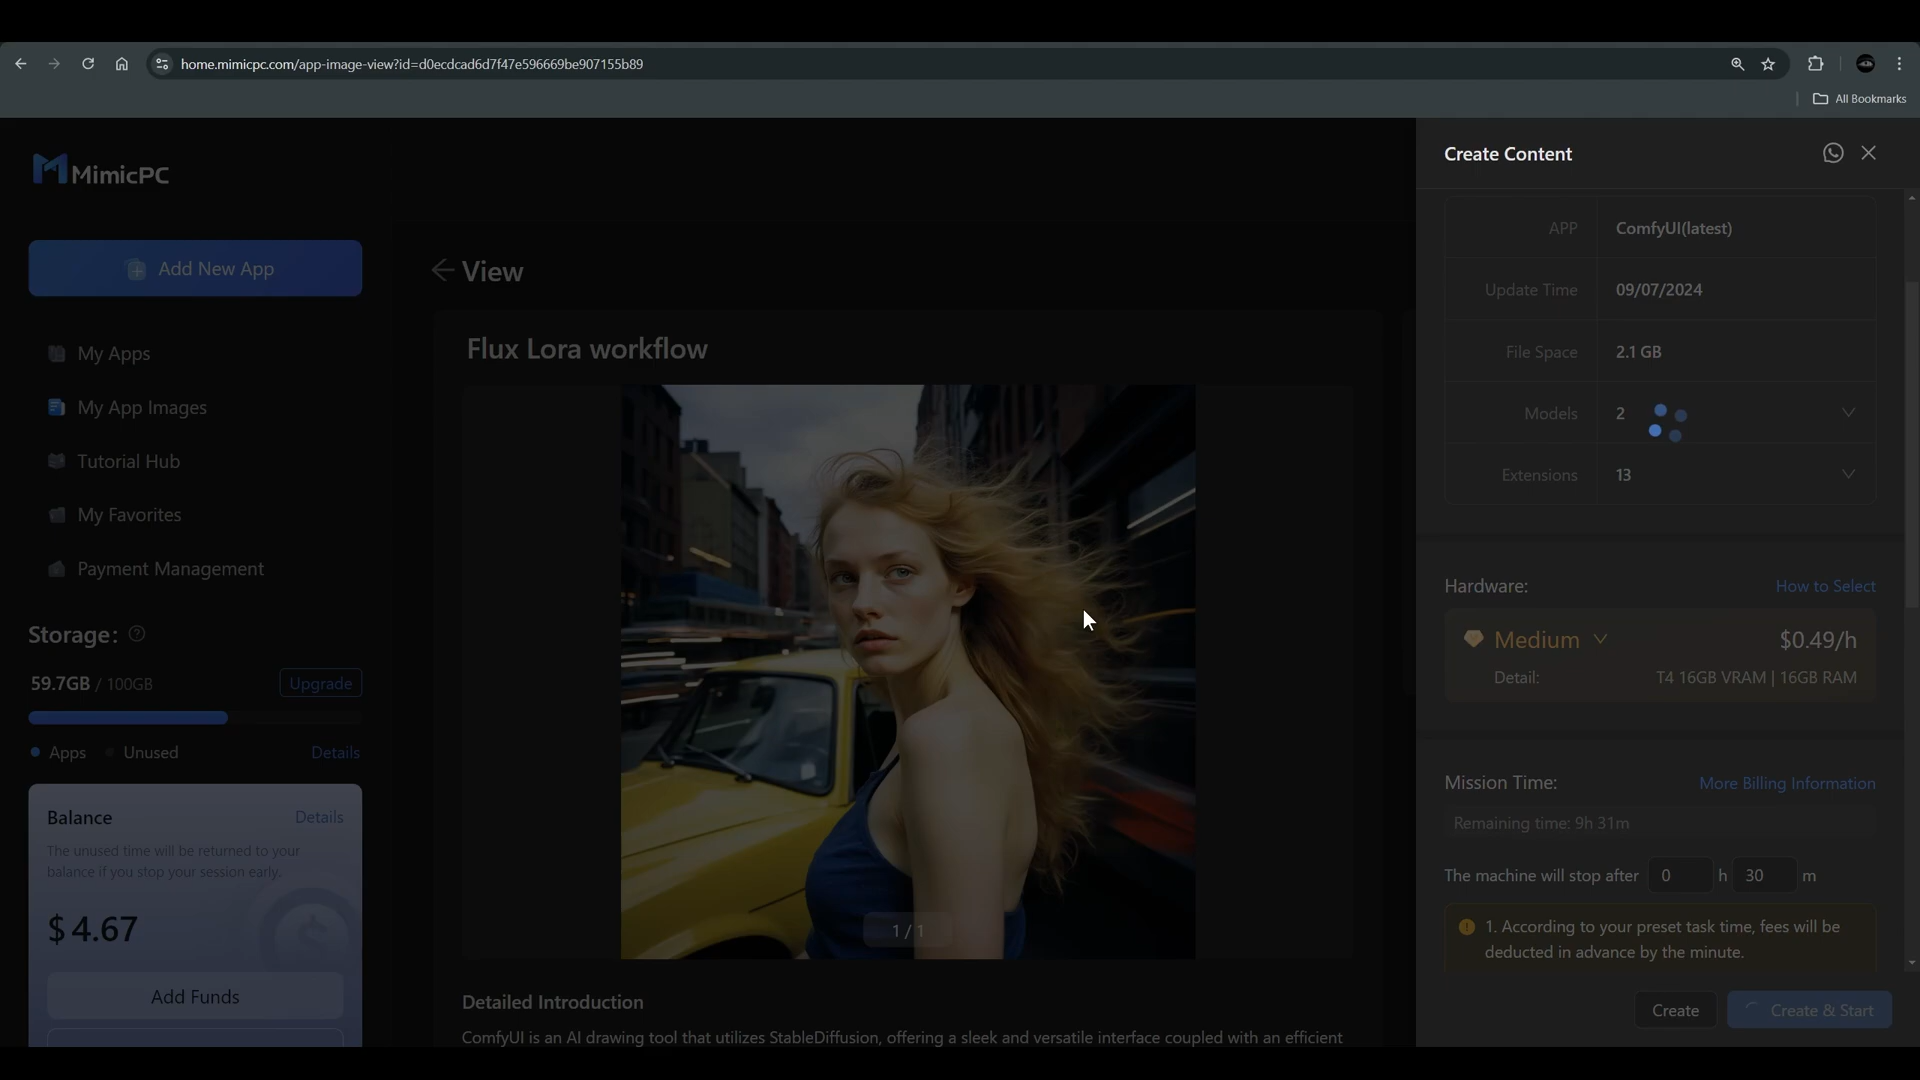 home.mimicpc.com/app-image-view?id=d0ecdcad6d7f47e596669be907155b89
All Bookmarks
MimicPC
Add New App
My Apps
My App Images
Tutorial Hub
My Favorites
Payment Management
Storage:
59.7GB / 100GB
Upgrade
Apps
Unused
Details
Balance
Details
The unused time will be returned to your
balance if you stop your session early.
$ 4.67
Add Funds
View
Flux Lora workflow
1 / 1
Detailed Introduction
ComfyUI is an AI drawing tool that utilizes StableDiffusion, offering a sleek and versatile interface coupled with an efficient
Create Content
APP
ComfyUI(latest)
Update Time
09/07/2024
File Space
2.1 GB
Models
2
Extensions
13
Hardware:
How to Select
Medium
$0.49/h
Detail:
T4 16GB VRAM | 16GB RAM
Mission Time:
More Billing Information
Remaining time: 9h 31m
The machine will stop after 0 h 30 m
1. According to your preset task time, fees will be
deducted in advance by the minute.
Create
Create & Start